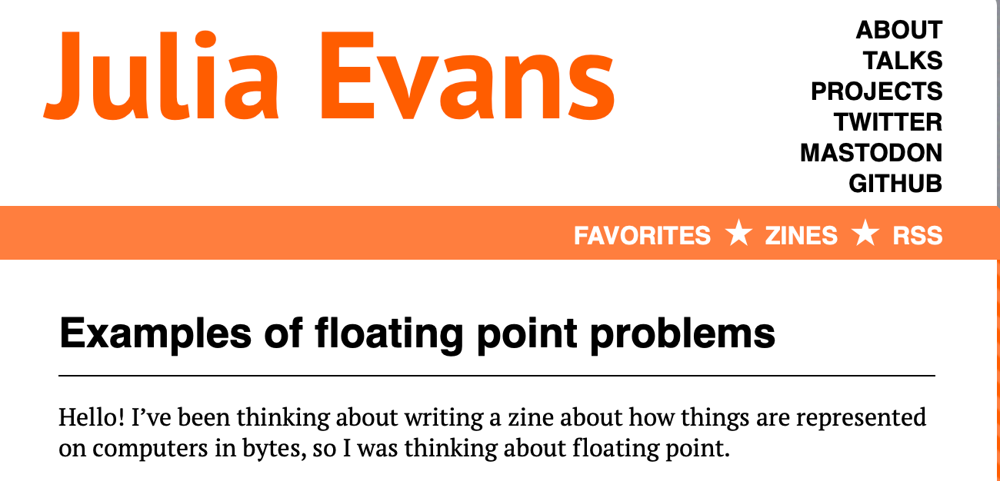 Julia Evans
ABOUT
TALKS
PROJECTS
TWITTER
MASTODON
GITHUB
FAVORITES ★ ZINES ★ RSS
Examples of floating point problems
Hello! I’ve been thinking about writing a zine about how things are represented
on computers in bytes, so I was thinking about floating point.